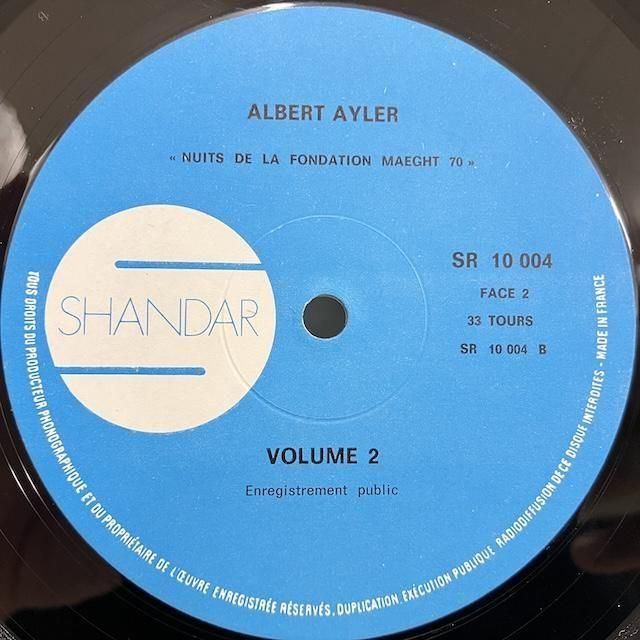 ALBERT AYLER
« NUITS DE LA FONDATION MAEGHT 70 »
SHANDAR
SR 10 004
FACE 2
33 TOURS
SR 10 004 B
VOLUME 2
Enregistrement public
TOUS DROITS DU PRODUCTEUR PHONOGRAPHIQUE ET DU PROPRIÉTAIRE DE L'ŒUVRE ENREGISTRÉE RÉSERVÉS. DUPLICATION, EXÉCUTION PUBLIQUE RADIODIFFUSION DE CE DISQUE INTERDITES - MADE IN FRANCE